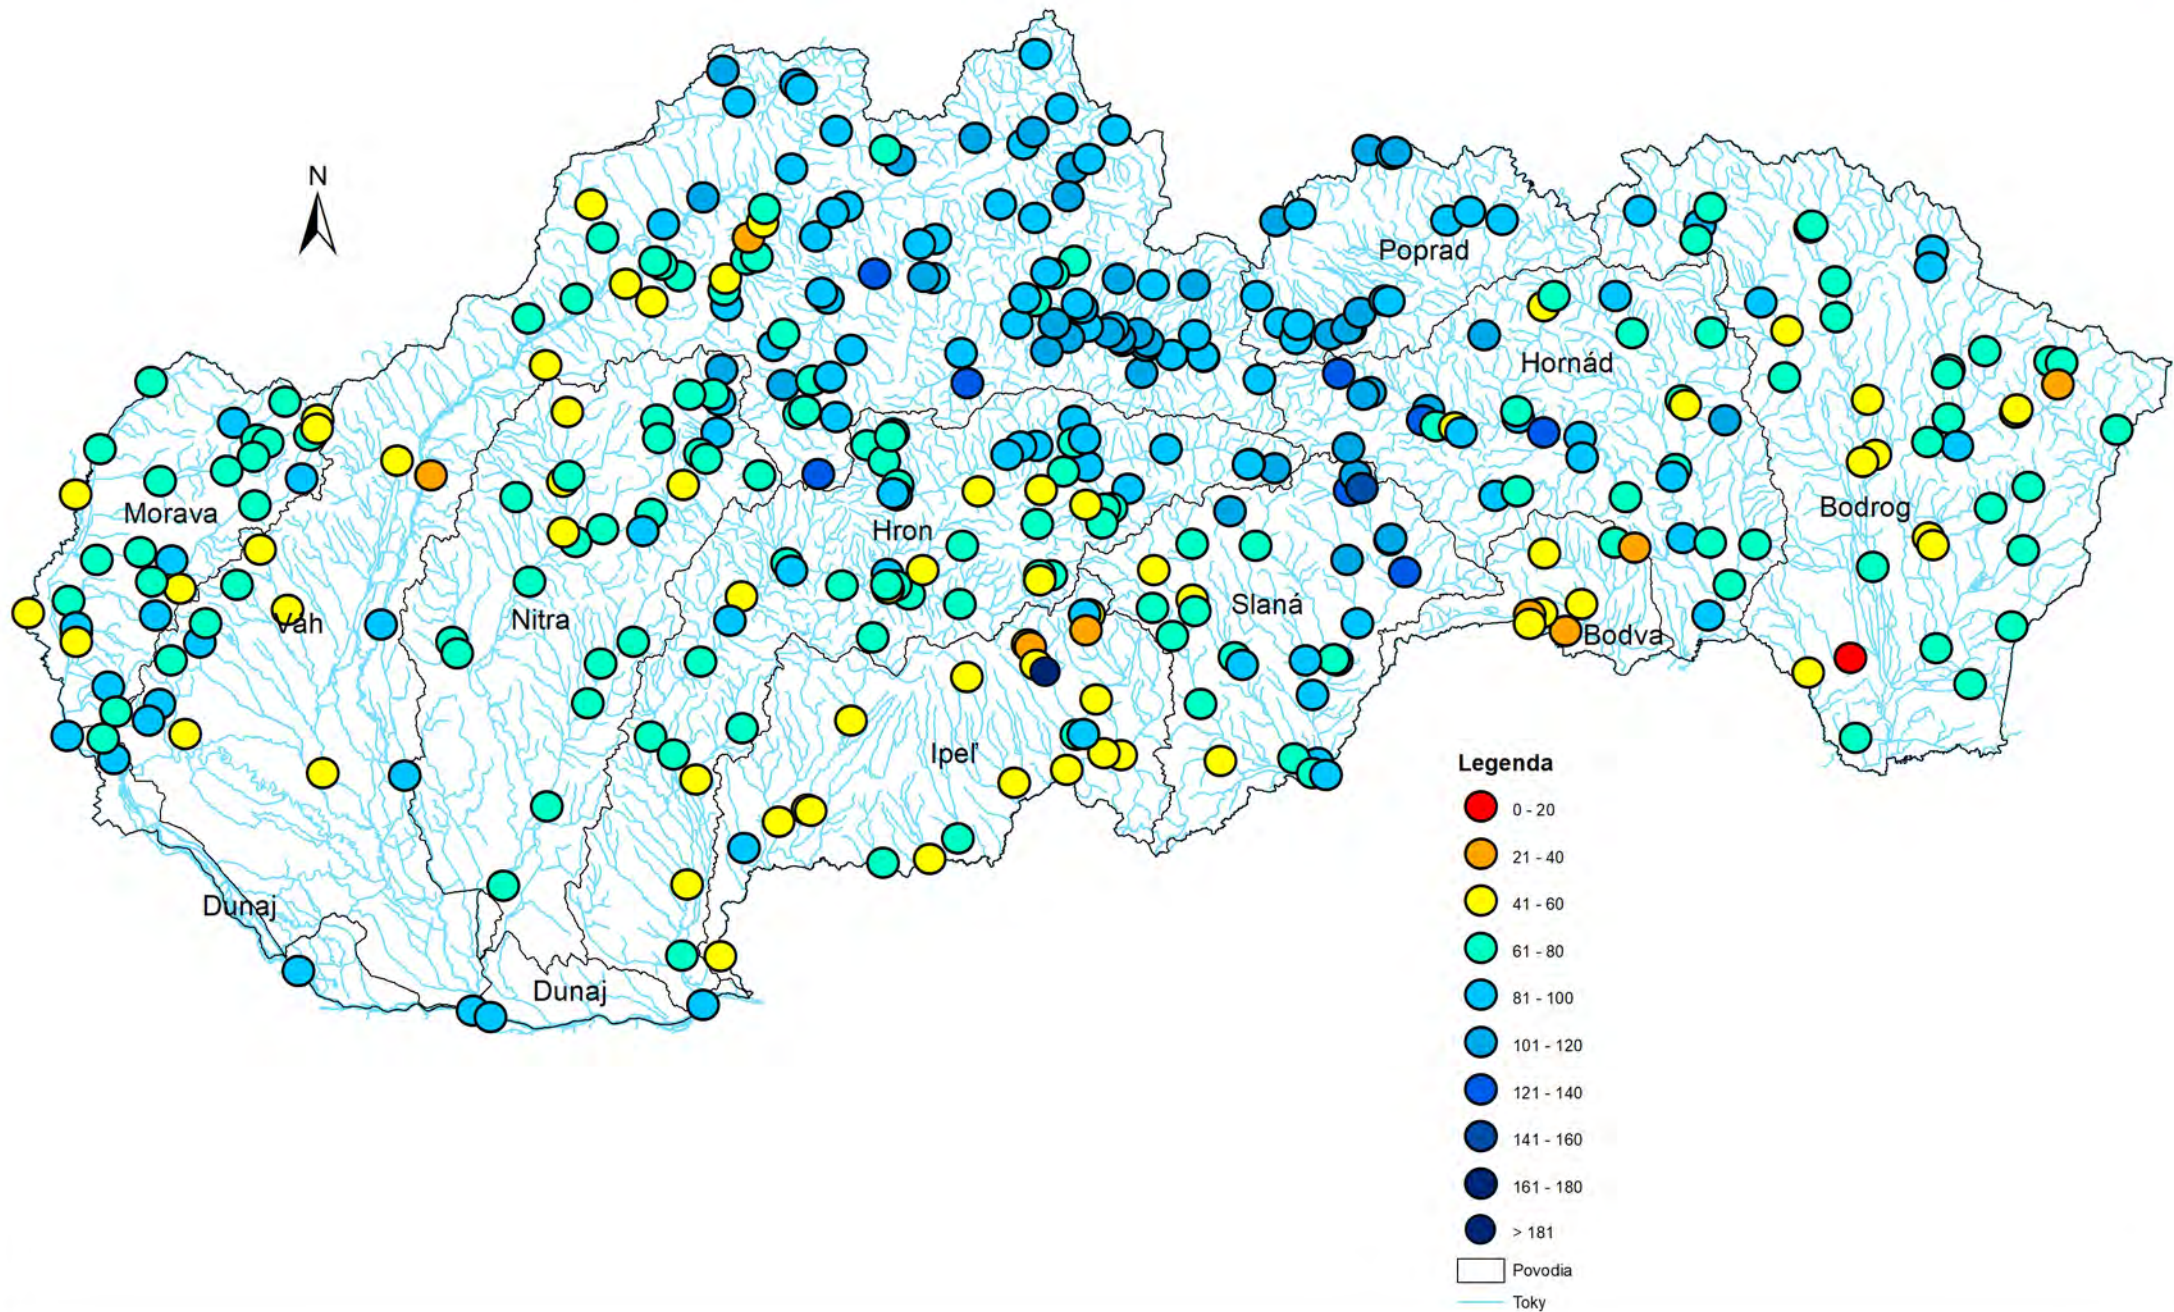 N
Poprad
Hornád
Bodrog
Morava
Hron
Slaná
Nitra
Váh
Bodva
Ipeľ
Dunaj
Dunaj
Legenda
0 - 20
21 - 40
41 - 60
61 - 80
81 - 100
101 - 120
121 - 140
141 - 160
161 - 180
> 181
Povodia
Toky